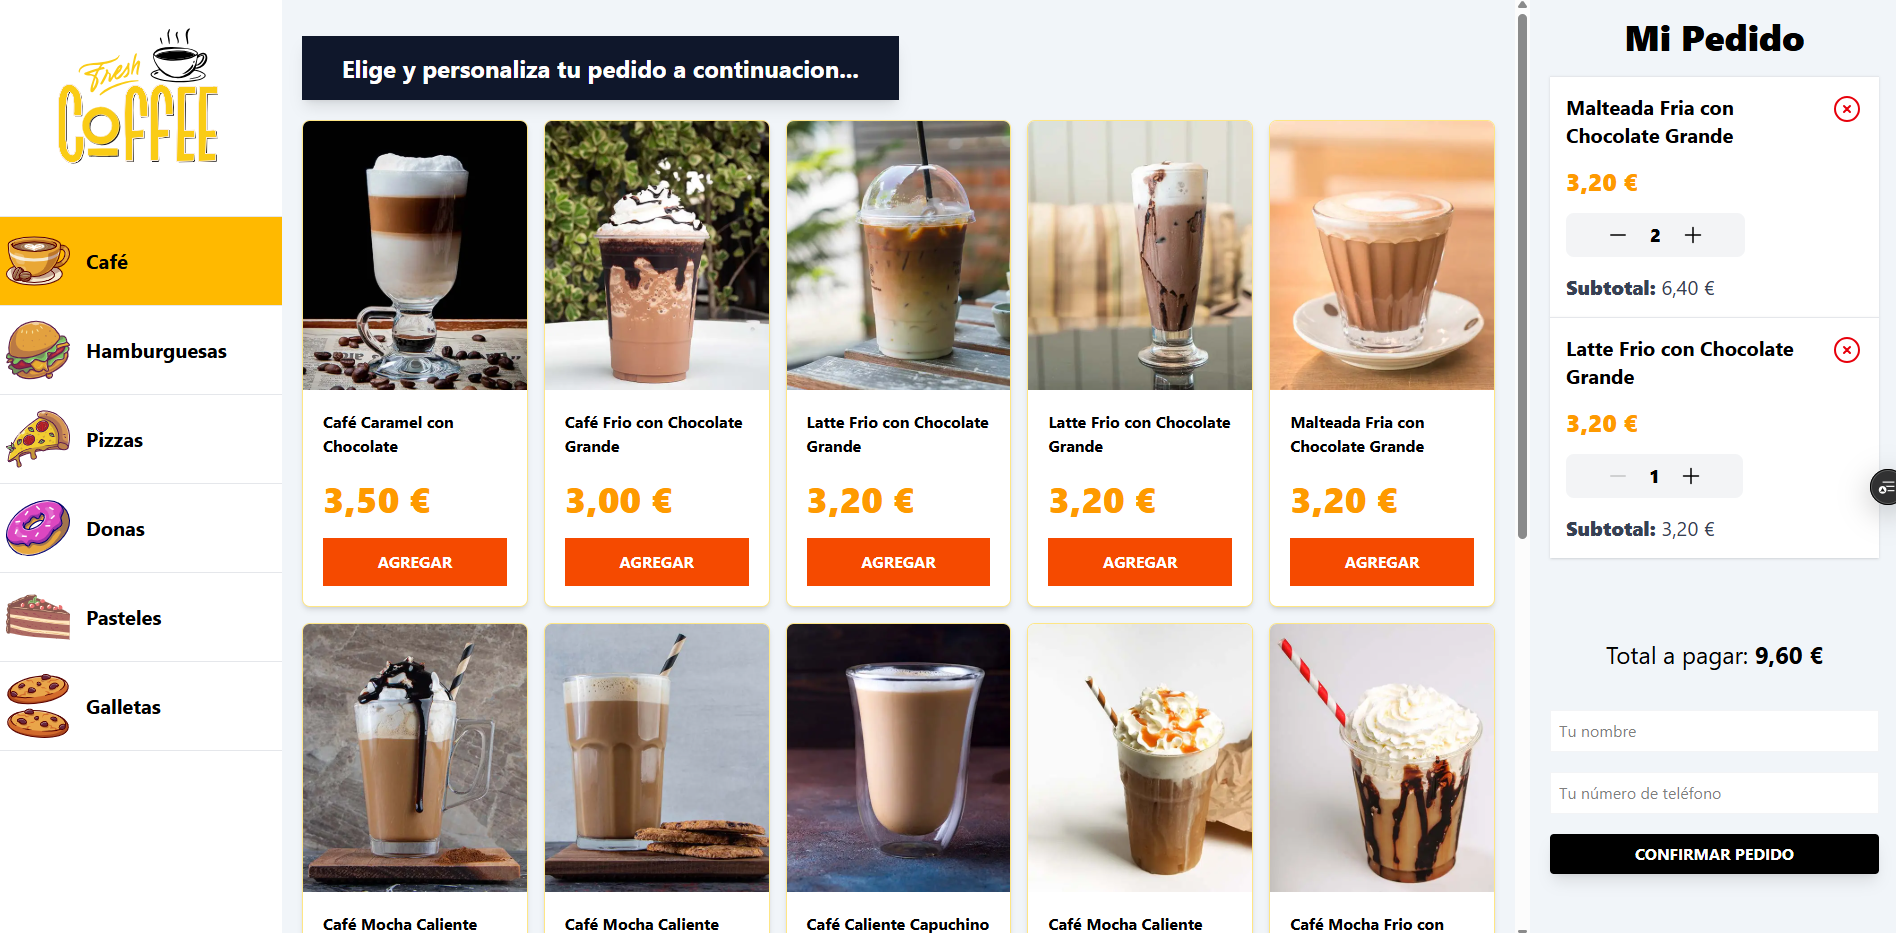 Fresh
COFFEE
Café
Hamburguesas
Pizzas
Donas
Pasteles
Galletas
Elige y personaliza tu pedido a continuacion...
Café Caramel con
Chocolate
3,50 €
AGREGAR
Café Frio con Chocolate
Grande
3,00 €
AGREGAR
Latte Frio con Chocolate
Grande
3,20 €
AGREGAR
Latte Frio con Chocolate
Grande
3,20 €
AGREGAR
Malteada Fria con
Chocolate Grande
3,20 €
AGREGAR
Café Mocha Caliente
Café Mocha Caliente
Café Caliente Capuchino
Café Mocha Caliente
Café Mocha Frio con
Mi Pedido
Malteada Fria con
Chocolate Grande
3,20 €
2
Subtotal: 6,40 €
Latte Frio con Chocolate
Grande
3,20 €
1
Subtotal: 3,20 €
Total a pagar: 9,60 €
Tu nombre
Tu número de teléfono
CONFIRMAR PEDIDO